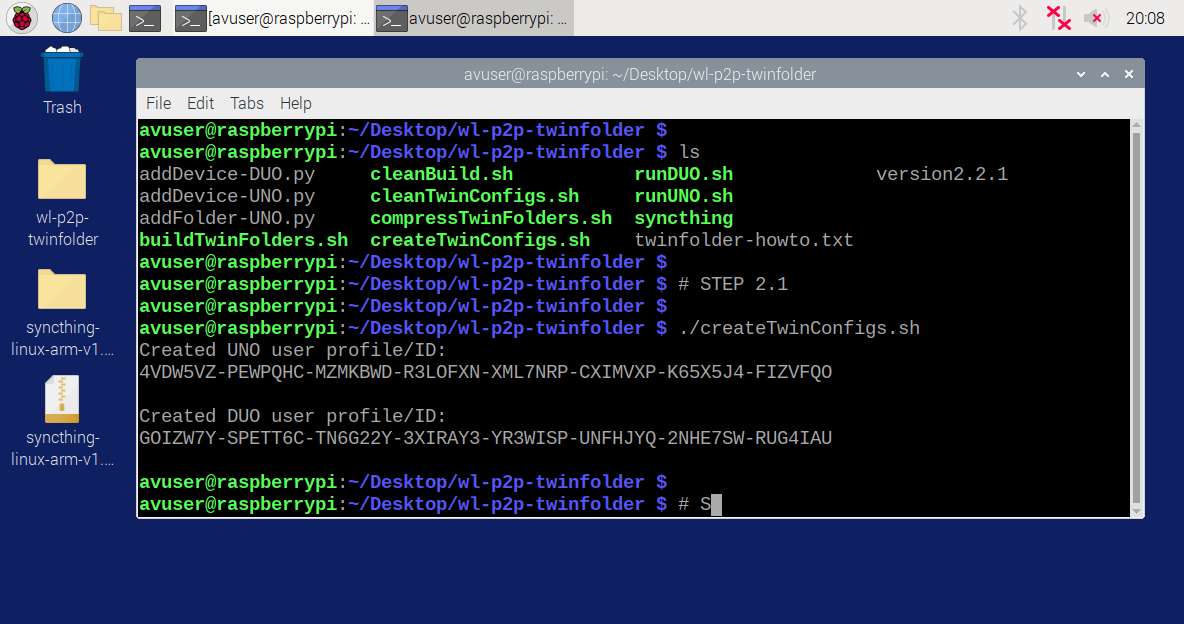 [avuser@raspberrypi: ... avuser@raspberrypi: ... 20:08
Trash
wl-p2p-
twinfolder
syncthing-
linux-arm-v1....
syncthing-
linux-arm-v1....
avuser@raspberrypi: ~/Desktop/wl-p2p-twinfolder
File Edit Tabs Help
avuser@raspberrypi:~/Desktop/wl-p2p-twinfolder $
avuser@raspberrypi:~/Desktop/wl-p2p-twinfolder $ ls
addDevice-DUO.py cleanBuild.sh runDUO.sh version2.2.1
addDevice-UNO.py cleanTwinConfigs.sh runUNO.sh
addFolder-UNO.py compressTwinFolders.sh syncthing
buildTwinFolders.sh createTwinConfigs.sh twinfolder-howto.txt
avuser@raspberrypi:~/Desktop/wl-p2p-twinfolder $
avuser@raspberrypi:~/Desktop/wl-p2p-twinfolder $ # STEP 2.1
avuser@raspberrypi:~/Desktop/wl-p2p-twinfolder $
avuser@raspberrypi:~/Desktop/wl-p2p-twinfolder $ ./createTwinConfigs.sh
Created UNO user profile/ID:
4VDW5VZ-PEWPQHC-MZMKBWD-R3LOFXN-XML7NRP-CXIMVXP-K65X5J4-FIZVFQO
Created DUO user profile/ID:
GOIZW7Y-SPETT6C-TN6G22Y-3XIRAY3-YR3WISP-UNFHJYQ-2NHE7SW-RUG4IAU
avuser@raspberrypi:~/Desktop/wl-p2p-twinfolder $
avuser@raspberrypi:~/Desktop/wl-p2p-twinfolder $ # S